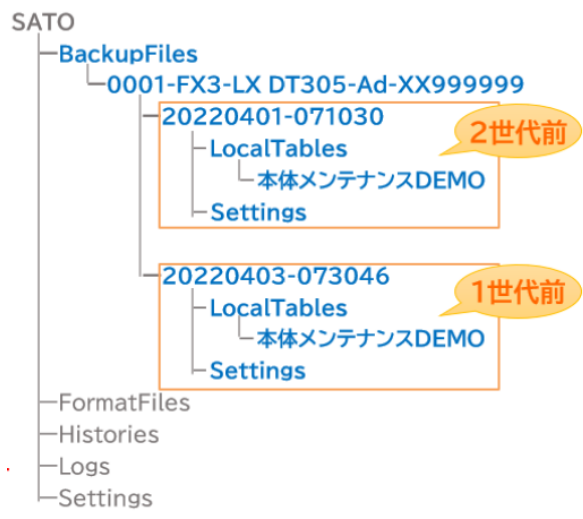 SATO
BackupFiles
0001-FX3-LX DT305-Ad-XX999999
20220401-071030
2世代前
LocalTables
本体メンテナンスDEMO
Settings
20220403-073046
1世代前
LocalTables
本体メンテナンスDEMO
Settings
FormatFiles
Histories
Logs
Settings